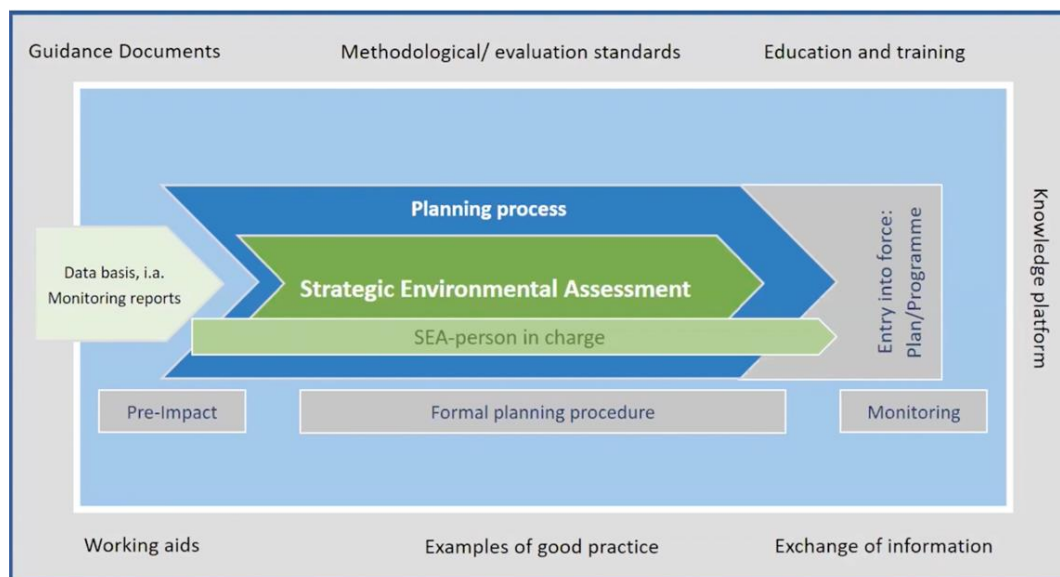 Guidance Documents
Methodological/ evaluation standards
Education and training
Planning process
Data basis, i.a.
Monitoring reports
Strategic Environmental Assessment
SEA-person in charge
Entry into force:
Plan/Programme
Knowledge platform
Pre-Impact
Formal planning procedure
Monitoring
Working aids
Examples of good practice
Exchange of information